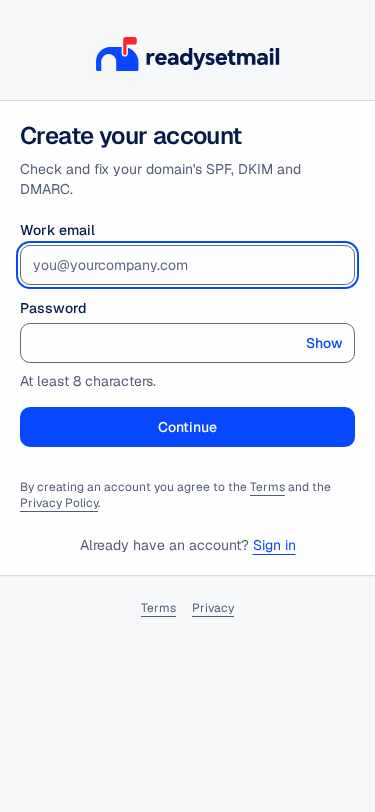 readysetmail
Create your account
Check and fix your domain's SPF, DKIM and
DMARC.
Work email
you@yourcompany.com
Password
Show
At least 8 characters.
Continue
By creating an account you agree to the Terms and the
Privacy Policy.
Already have an account? Sign in
Terms Privacy